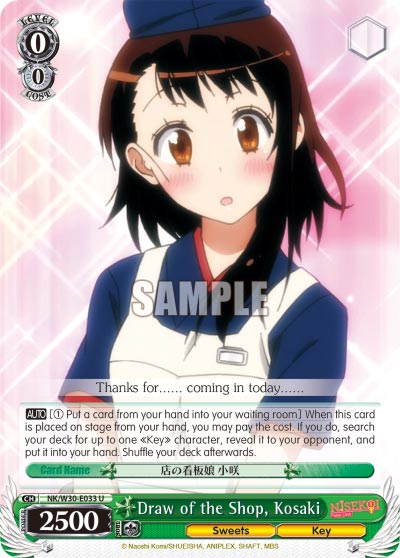 LEVEL
0
0
COST
SAMPLE
Thanks for...... coming in today......
AUTO [① Put a card from your hand into your waiting room] When this card
is placed on stage from your hand, you may pay the cost. If you do, search
your deck for up to one «Key» character, reveal it to your opponent, and
put it into your hand. Shuffle your deck afterwards.
Card Name 店の看板娘 小咲
CH NK/W30-E033 U
POWER 2500 SOUL Draw of the Shop, Kosaki NISEKOI
Sweets Key
© Naoshi Komi/SHUEISHA, ANIPLEX, SHAFT, MBS